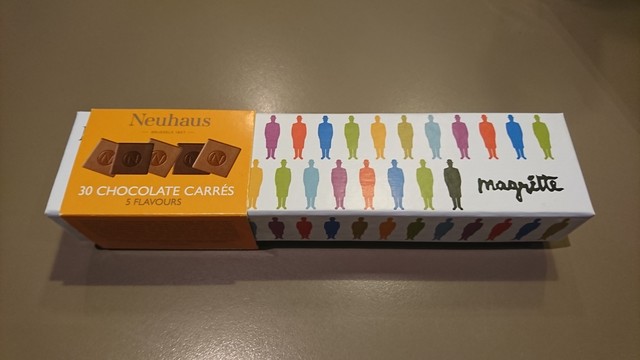 Neuhaus
30 CHOCOLATE CARRÉS
5 FLAVOURS
magritte